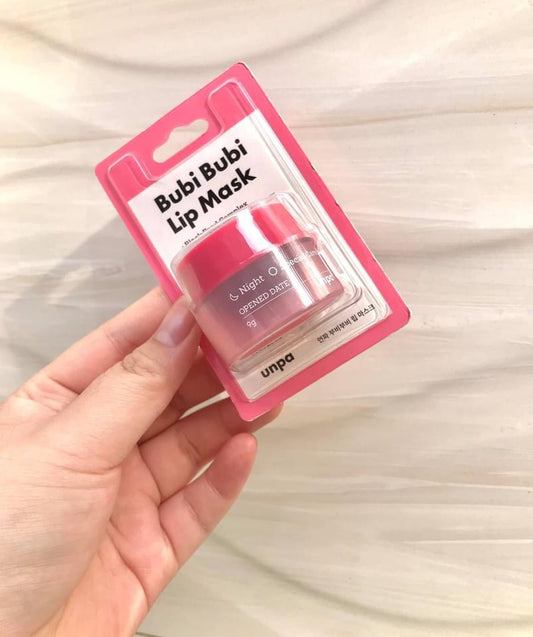 Bubi Bubi
Lip Mask
Night
OPENED DATE
9g
unpa
언파 부비부비 립 마스크